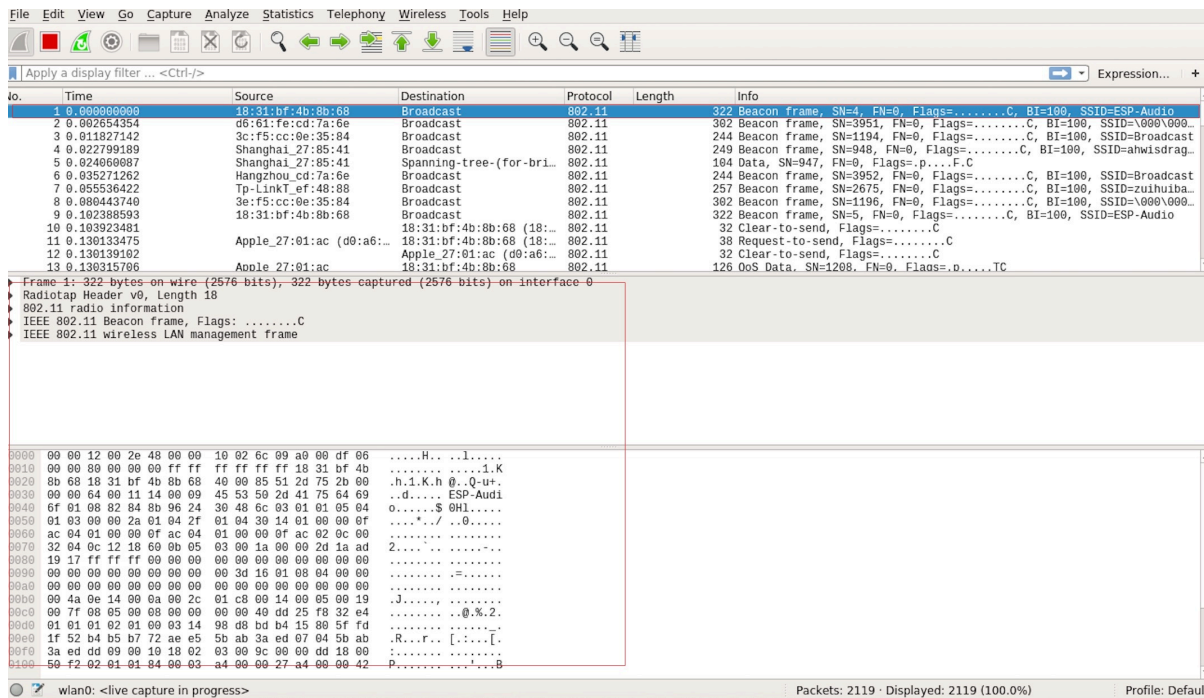 File Edit View Go Capture Analyze Statistics Telephony Wireless Tools Help
Apply a display filter ... <Ctrl-/> Expression... +
No. Time Source Destination Protocol Length Info
1 0.000000000 18:31:bf:4b:8b:68 Broadcast 802.11 322 Beacon frame, SN=4, FN=0, Flags=........C, BI=100, SSID=ESP-Audio
2 0.002654354 d6:61:fe:cd:7a:6e Broadcast 802.11 302 Beacon frame, SN=3951, FN=0, Flags=........C, BI=100, SSID=\000\000…
3 0.011827142 3c:f5:cc:0e:35:84 Broadcast 802.11 244 Beacon frame, SN=1194, FN=0, Flags=........C, BI=100, SSID=Broadcast
4 0.022799189 Shanghai_27:85:41 Broadcast 802.11 249 Beacon frame, SN=948, FN=0, Flags=........C, BI=100, SSID=ahwisdrag…
5 0.024060087 Shanghai_27:85:41 Spanning-tree-(for-bri… 802.11 104 Data, SN=947, FN=0, Flags=.p....F.C
6 0.035271262 Hangzhou_cd:7a:6e Broadcast 802.11 244 Beacon frame, SN=3952, FN=0, Flags=........C, BI=100, SSID=Broadcast
7 0.055536422 Tp-LinkT_ef:48:88 Broadcast 802.11 257 Beacon frame, SN=2675, FN=0, Flags=........C, BI=100, SSID=zuihuiba…
8 0.080443740 3e:f5:cc:0e:35:84 Broadcast 802.11 302 Beacon frame, SN=1196, FN=0, Flags=........C, BI=100, SSID=\000\000…
9 0.102388593 18:31:bf:4b:8b:68 Broadcast 802.11 322 Beacon frame, SN=5, FN=0, Flags=........C, BI=100, SSID=ESP-Audio
10 0.103923481 18:31:bf:4b:8b:68 (18:… 802.11 32 Clear-to-send, Flags=........C
11 0.130133475 Apple_27:01:ac (d0:a6:… 18:31:bf:4b:8b:68 (18:… 802.11 38 Request-to-send, Flags=........C
12 0.130139102 Apple_27:01:ac (d0:a6:… 802.11 32 Clear-to-send, Flags=........C
13 0.130315706 Apple_27:01:ac 18:31:bf:4b:8b:68 802.11 126 QoS Data, SN=1208, FN=0, Flags=.p.....TC
Frame 1: 322 bytes on wire (2576 bits), 322 bytes captured (2576 bits) on interface 0
Radiotap Header v0, Length 18
802.11 radio information
IEEE 802.11 Beacon frame, Flags: ........C
IEEE 802.11 wireless LAN management frame
0000 00 00 12 00 2e 48 00 00 10 02 6c 09 a0 00 df 06 .....H.. ..l.....
0010 00 00 80 00 00 00 ff ff ff ff ff ff 18 31 bf 4b ........ .....1.K
0020 8b 68 18 31 bf 4b 8b 68 40 00 85 51 2d 75 2b 00 .h.1.K.h @..Q-u+.
0030 00 00 64 00 11 14 00 09 45 53 50 2d 41 75 64 69 ..d..... ESP-Audi
0040 6f 01 08 82 84 8b 96 24 30 48 6c 03 01 01 05 04 o......$ 0Hl.....
0050 01 03 00 00 2a 01 04 2f 01 04 30 14 01 00 00 0f ....*../ ..0.....
0060 ac 04 01 00 00 0f ac 04 01 00 00 0f ac 02 0c 00 ........ ........
0070 32 04 0c 12 18 60 0b 05 03 00 1a 00 00 2d 1a ad 2....`.. .....-..
0080 19 17 ff ff ff 00 00 00 00 00 00 00 00 00 00 00 ........ ........
0090 00 00 00 00 00 00 00 00 00 3d 16 01 08 04 00 00 ........ .=......
00a0 00 00 00 00 00 00 00 00 00 00 00 00 00 00 00 00 ........ ........
00b0 00 4a 0e 14 00 0a 00 2c 01 c8 00 14 00 05 00 19 .J....., ........
00c0 00 7f 08 05 00 08 00 00 00 00 40 dd 25 f8 32 e4 ........ ..@.%.2.
00d0 01 01 01 02 01 00 03 14 98 d8 bd b4 15 80 5f fd ........ ......_.
00e0 1f 52 b4 b5 b7 72 ae e5 5b ab 3a ed 07 04 5b ab .R...r.. [.:...[.
00f0 3a ed dd 09 00 10 18 02 03 00 9c 00 00 dd 18 00 :....... ........
0100 50 f2 02 01 01 84 00 03 a4 00 00 27 a4 00 00 42 P....... ...'...B
wlan0: <live capture in progress> Packets: 2119 · Displayed: 2119 (100.0%) Profile: Defau